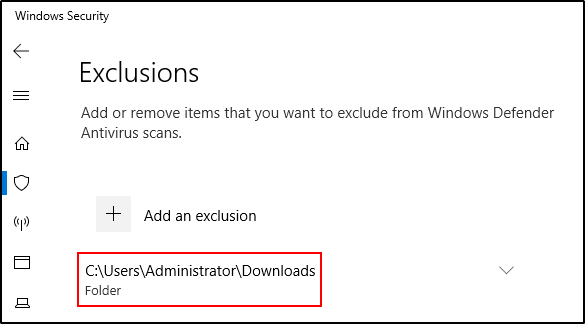 Windows Security
Exclusions
Add or remove items that you want to exclude from Windows Defender
Antivirus scans.
Add an exclusion
C:\Users\Administrator\Downloads
Folder